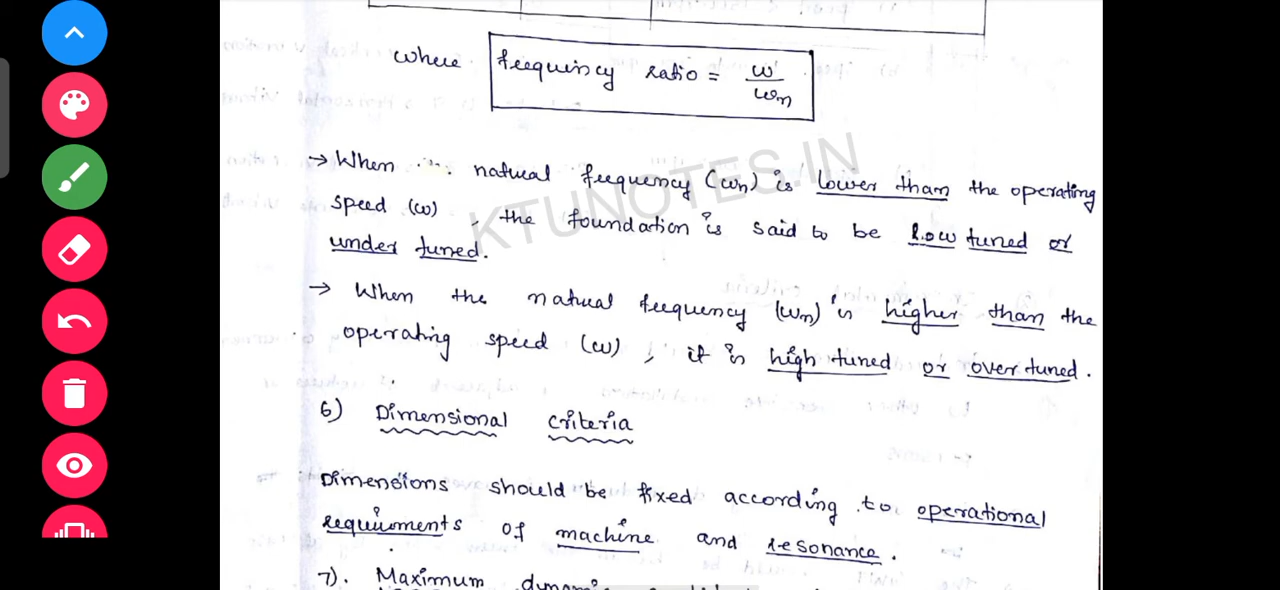 where frequency ratio = ω/ωn
→ When natural frequency (ωn) is lower than the operating
speed (ω), the foundation is said to be low tuned or
under tuned.
→ When the natural frequency (ωn) is higher than the
operating speed (ω), it is high tuned or over tuned.
KTUNOTES.IN
6) Dimensional criteria
Dimensions should be fixed according to operational
requirements of machine and resonance.
7). Maximum